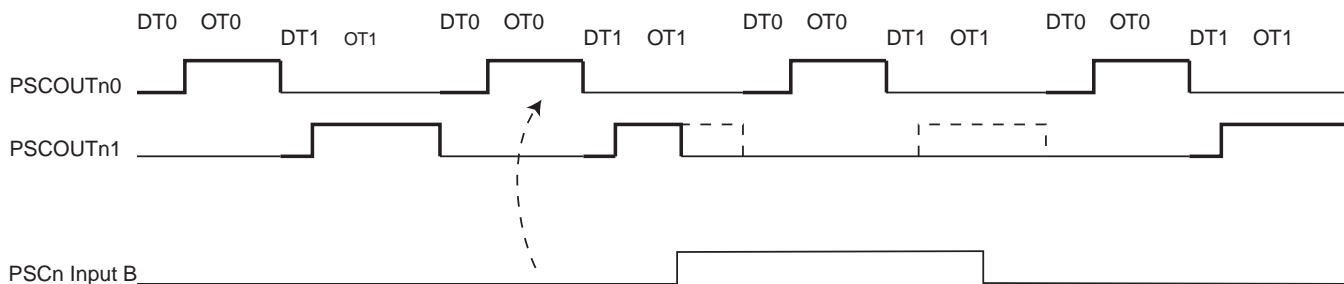 DT0 OT0 DT0 OT0 DT0 OT0 DT0 OT0
DT1 OT1 DT1 OT1 DT1 OT1 DT1 OT1
PSCOUTn0
PSCOUTn1
PSCn Input B